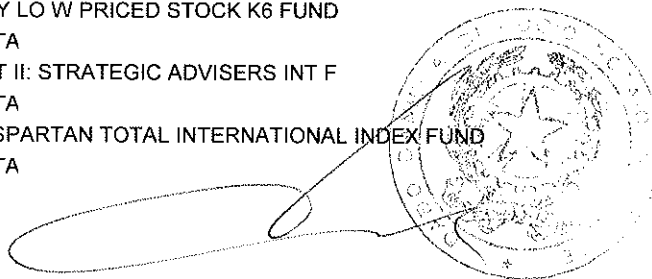 Y LO W PRICED STOCK K6 FUND
TA
T II: STRATEGIC ADVISERS INT F
TA
SPARTAN TOTAL INTERNATIONAL INDEX FUND
TA